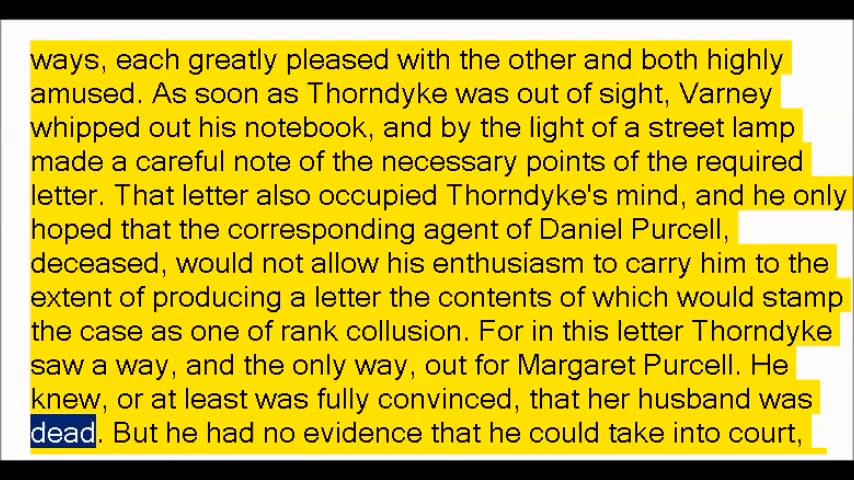 ways, each greatly pleased with the other and both highly
amused. As soon as Thorndyke was out of sight, Varney
whipped out his notebook, and by the light of a street lamp
made a careful note of the necessary points of the required
letter. That letter also occupied Thorndyke's mind, and he only
hoped that the corresponding agent of Daniel Purcell,
deceased, would not allow his enthusiasm to carry him to the
extent of producing a letter the contents of which would stamp
the case as one of rank collusion. For in this letter Thorndyke
saw a way, and the only way, out for Margaret Purcell. He
knew, or at least was fully convinced, that her husband was
dead. But he had no evidence that he could take into court,